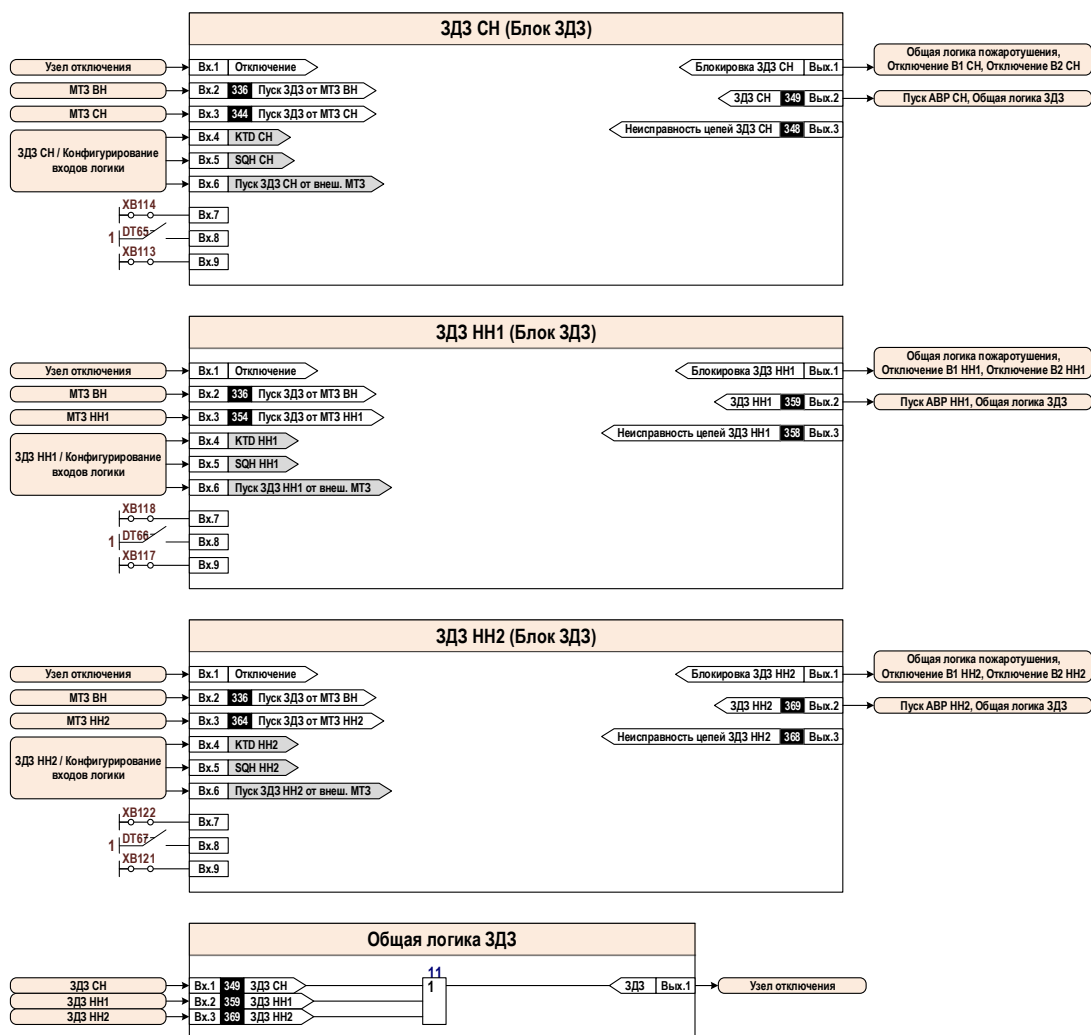 ЗДЗ СН (Блок ЗДЗ)
Узел отключения
Вх.1 Отключение
Блокировка ЗДЗ СН Вых.1
Общая логика пожаротушения,
Отключение В1 СН, Отключение В2 СН
МТЗ ВН
Вх.2 336 Пуск ЗДЗ от МТЗ ВН
ЗДЗ СН 349 Вых.2
Пуск АВР СН, Общая логика ЗДЗ
МТЗ СН
Вх.3 344 Пуск ЗДЗ от МТЗ СН
Неисправность цепей ЗДЗ СН 348 Вых.3
ЗДЗ СН / Конфигурирование
входов логики
Вх.4 KTD СН
Вх.5 SQH СН
Вх.6 Пуск ЗДЗ СН от внеш. МТЗ
XB114
Вх.7
1 DT65
Вх.8
XB113
Вх.9
ЗДЗ НН1 (Блок ЗДЗ)
Узел отключения
Вх.1 Отключение
Блокировка ЗДЗ НН1 Вых.1
Общая логика пожаротушения,
Отключение В1 НН1, Отключение В2 НН1
МТЗ ВН
Вх.2 336 Пуск ЗДЗ от МТЗ ВН
ЗДЗ НН1 359 Вых.2
Пуск АВР НН1, Общая логика ЗДЗ
МТЗ НН1
Вх.3 354 Пуск ЗДЗ от МТЗ НН1
Неисправность цепей ЗДЗ НН1 358 Вых.3
ЗДЗ НН1 / Конфигурирование
входов логики
Вх.4 KTD НН1
Вх.5 SQH НН1
Вх.6 Пуск ЗДЗ НН1 от внеш. МТЗ
XB118
Вх.7
1 DT66
Вх.8
XB117
Вх.9
ЗДЗ НН2 (Блок ЗДЗ)
Узел отключения
Вх.1 Отключение
Блокировка ЗДЗ НН2 Вых.1
Общая логика пожаротушения,
Отключение В1 НН2, Отключение В2 НН2
МТЗ ВН
Вх.2 336 Пуск ЗДЗ от МТЗ ВН
ЗДЗ НН2 369 Вых.2
Пуск АВР НН2, Общая логика ЗДЗ
МТЗ НН2
Вх.3 364 Пуск ЗДЗ от МТЗ НН2
Неисправность цепей ЗДЗ НН2 368 Вых.3
ЗДЗ НН2 / Конфигурирование
входов логики
Вх.4 KTD НН2
Вх.5 SQH НН2
Вх.6 Пуск ЗДЗ НН2 от внеш. МТЗ
XB122
Вх.7
1 DT67
Вх.8
XB121
Вх.9
Общая логика ЗДЗ
11
ЗДЗ СН
Вх.1 349 ЗДЗ СН
1
ЗДЗ Вых.1
Узел отключения
ЗДЗ НН1
Вх.2 359 ЗДЗ НН1
ЗДЗ НН2
Вх.3 369 ЗДЗ НН2